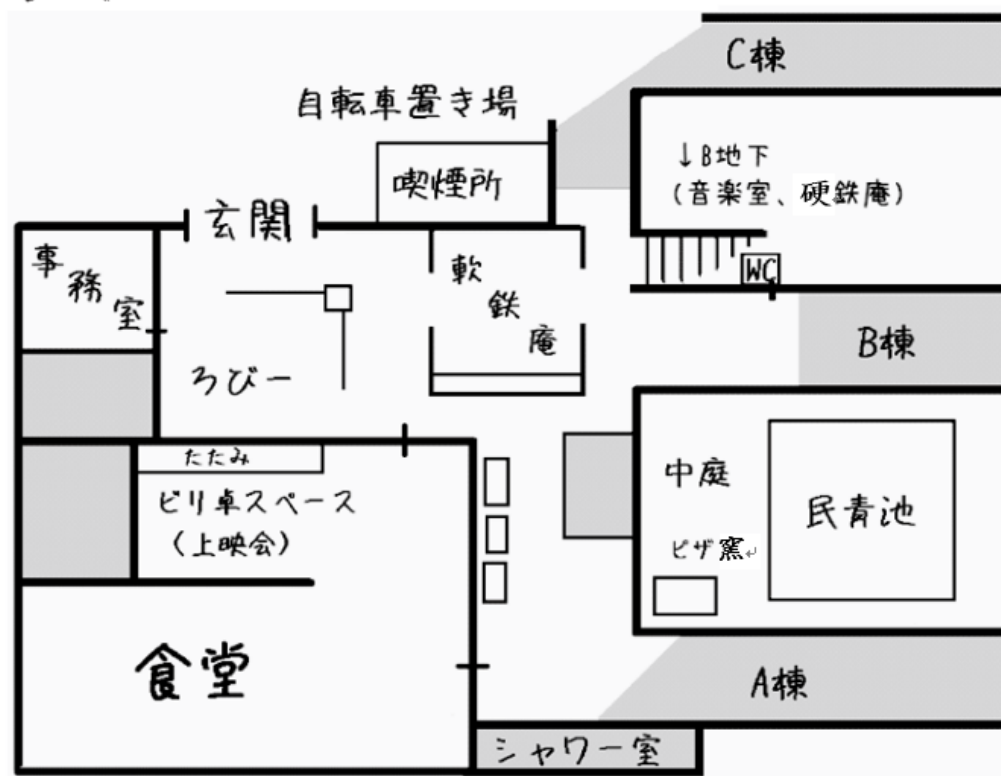 C棟
自転車置き場
喫煙所
↓B地下
(音楽室、硬鉄庵)
玄関
事務室
軟鉄庵
WC
ろびー
B棟
たたみ
ビリ卓スペース
(上映会)
中庭
民青池
ピザ窯
食堂
A棟
シャワー室